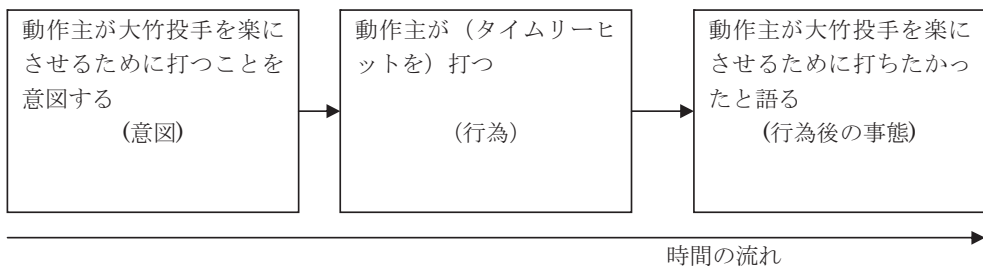 動作主が大竹投手を楽に
させるために打つことを
意図する
(意図)
動作主が（タイムリーヒ
ットを）打つ
（行為）
動作主が大竹投手を楽に
させるために打ちたかっ
たと語る
(行為後の事態)
時間の流れ